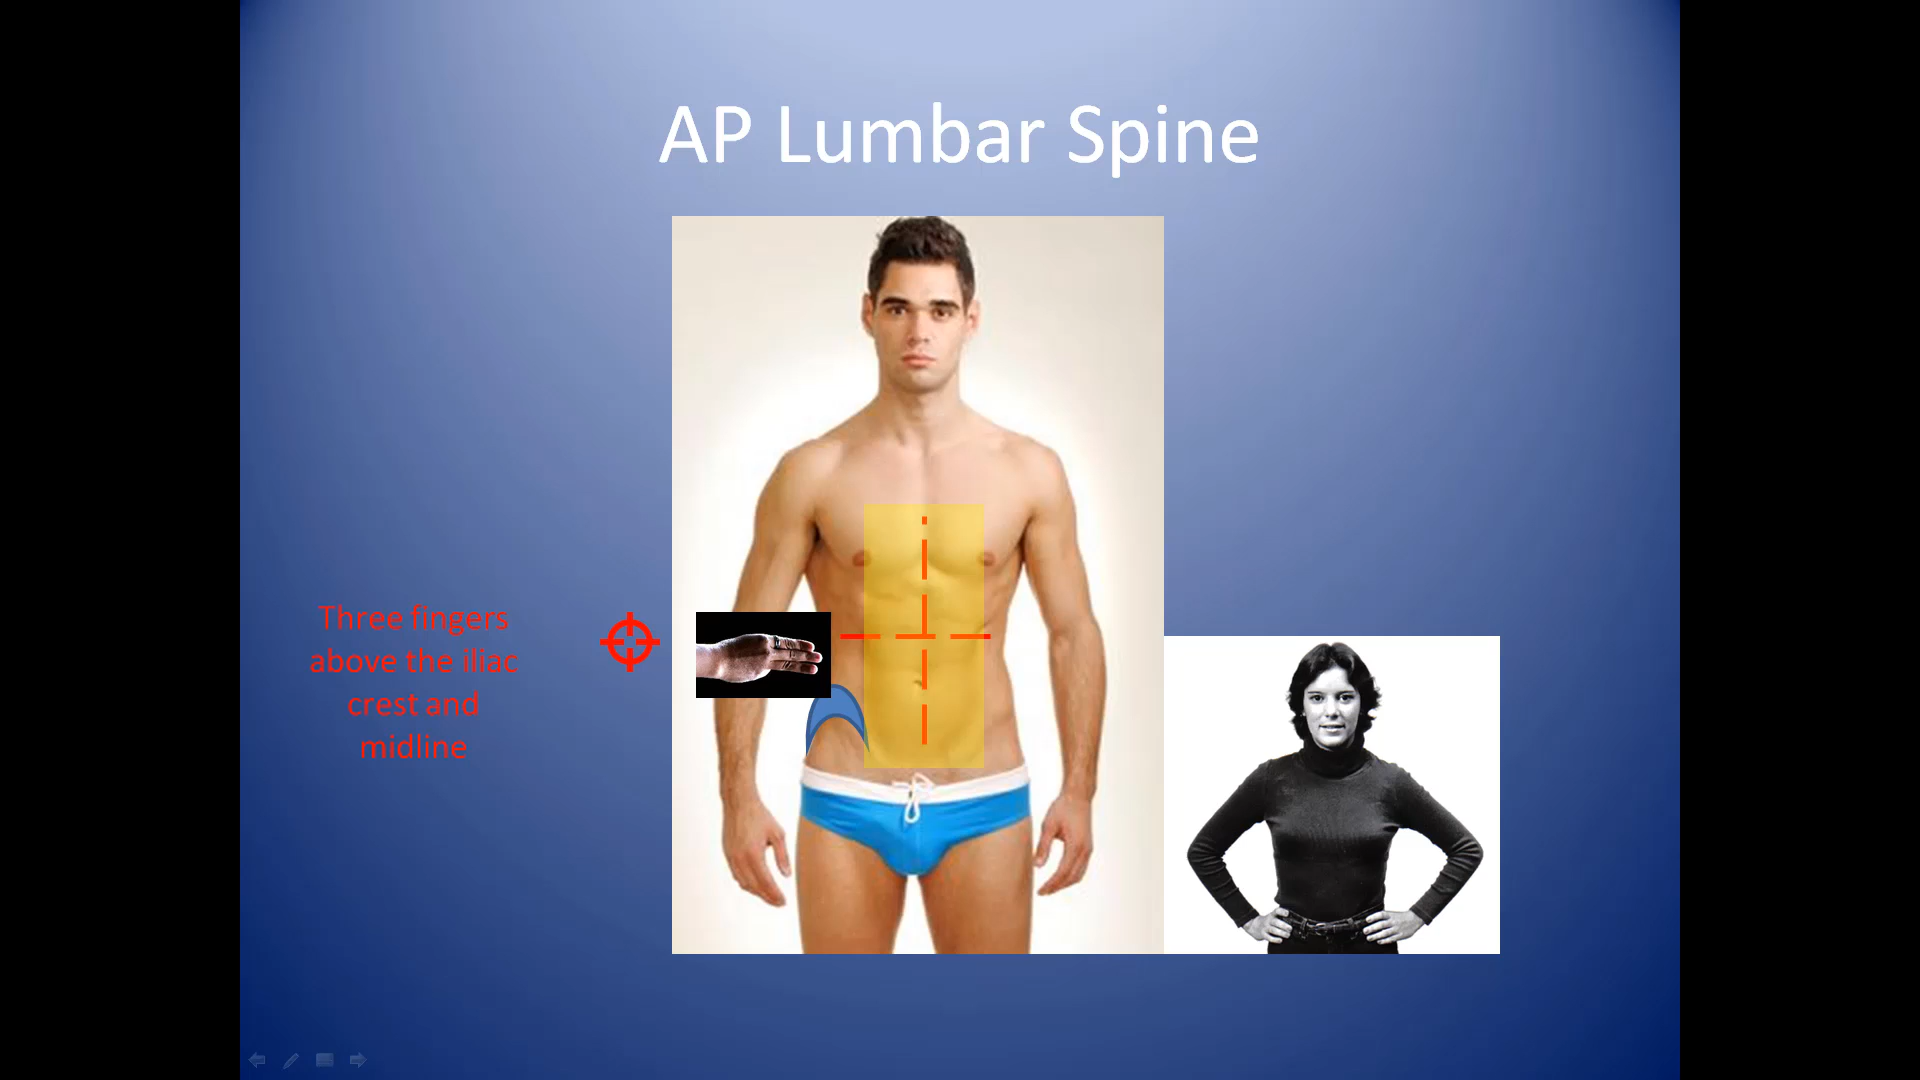 AP Lumbar Spine
Three fingers
above the iliac
crest and
midline